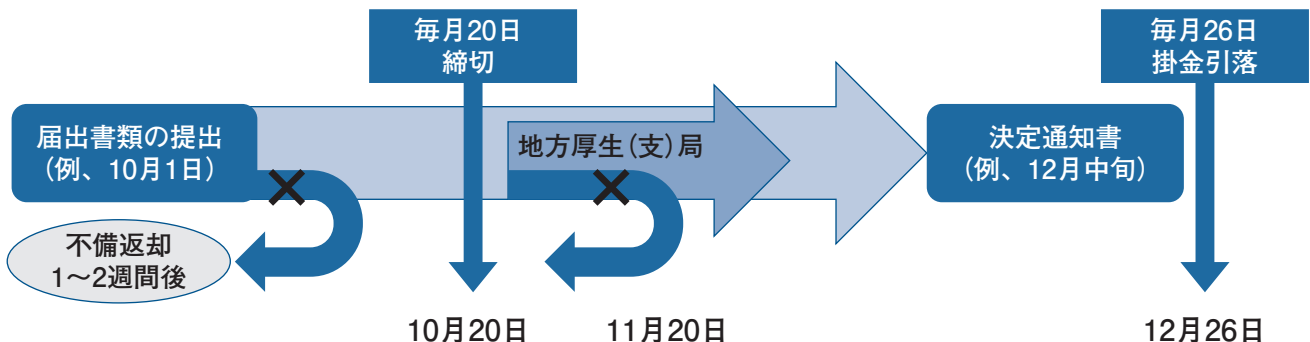 毎月20日
締切
毎月26日
掛金引落
届出書類の提出
(例、10月1日)
地方厚生(支)局
決定通知書
(例、12月中旬)
不備返却
1〜2週間後
10月20日
11月20日
12月26日